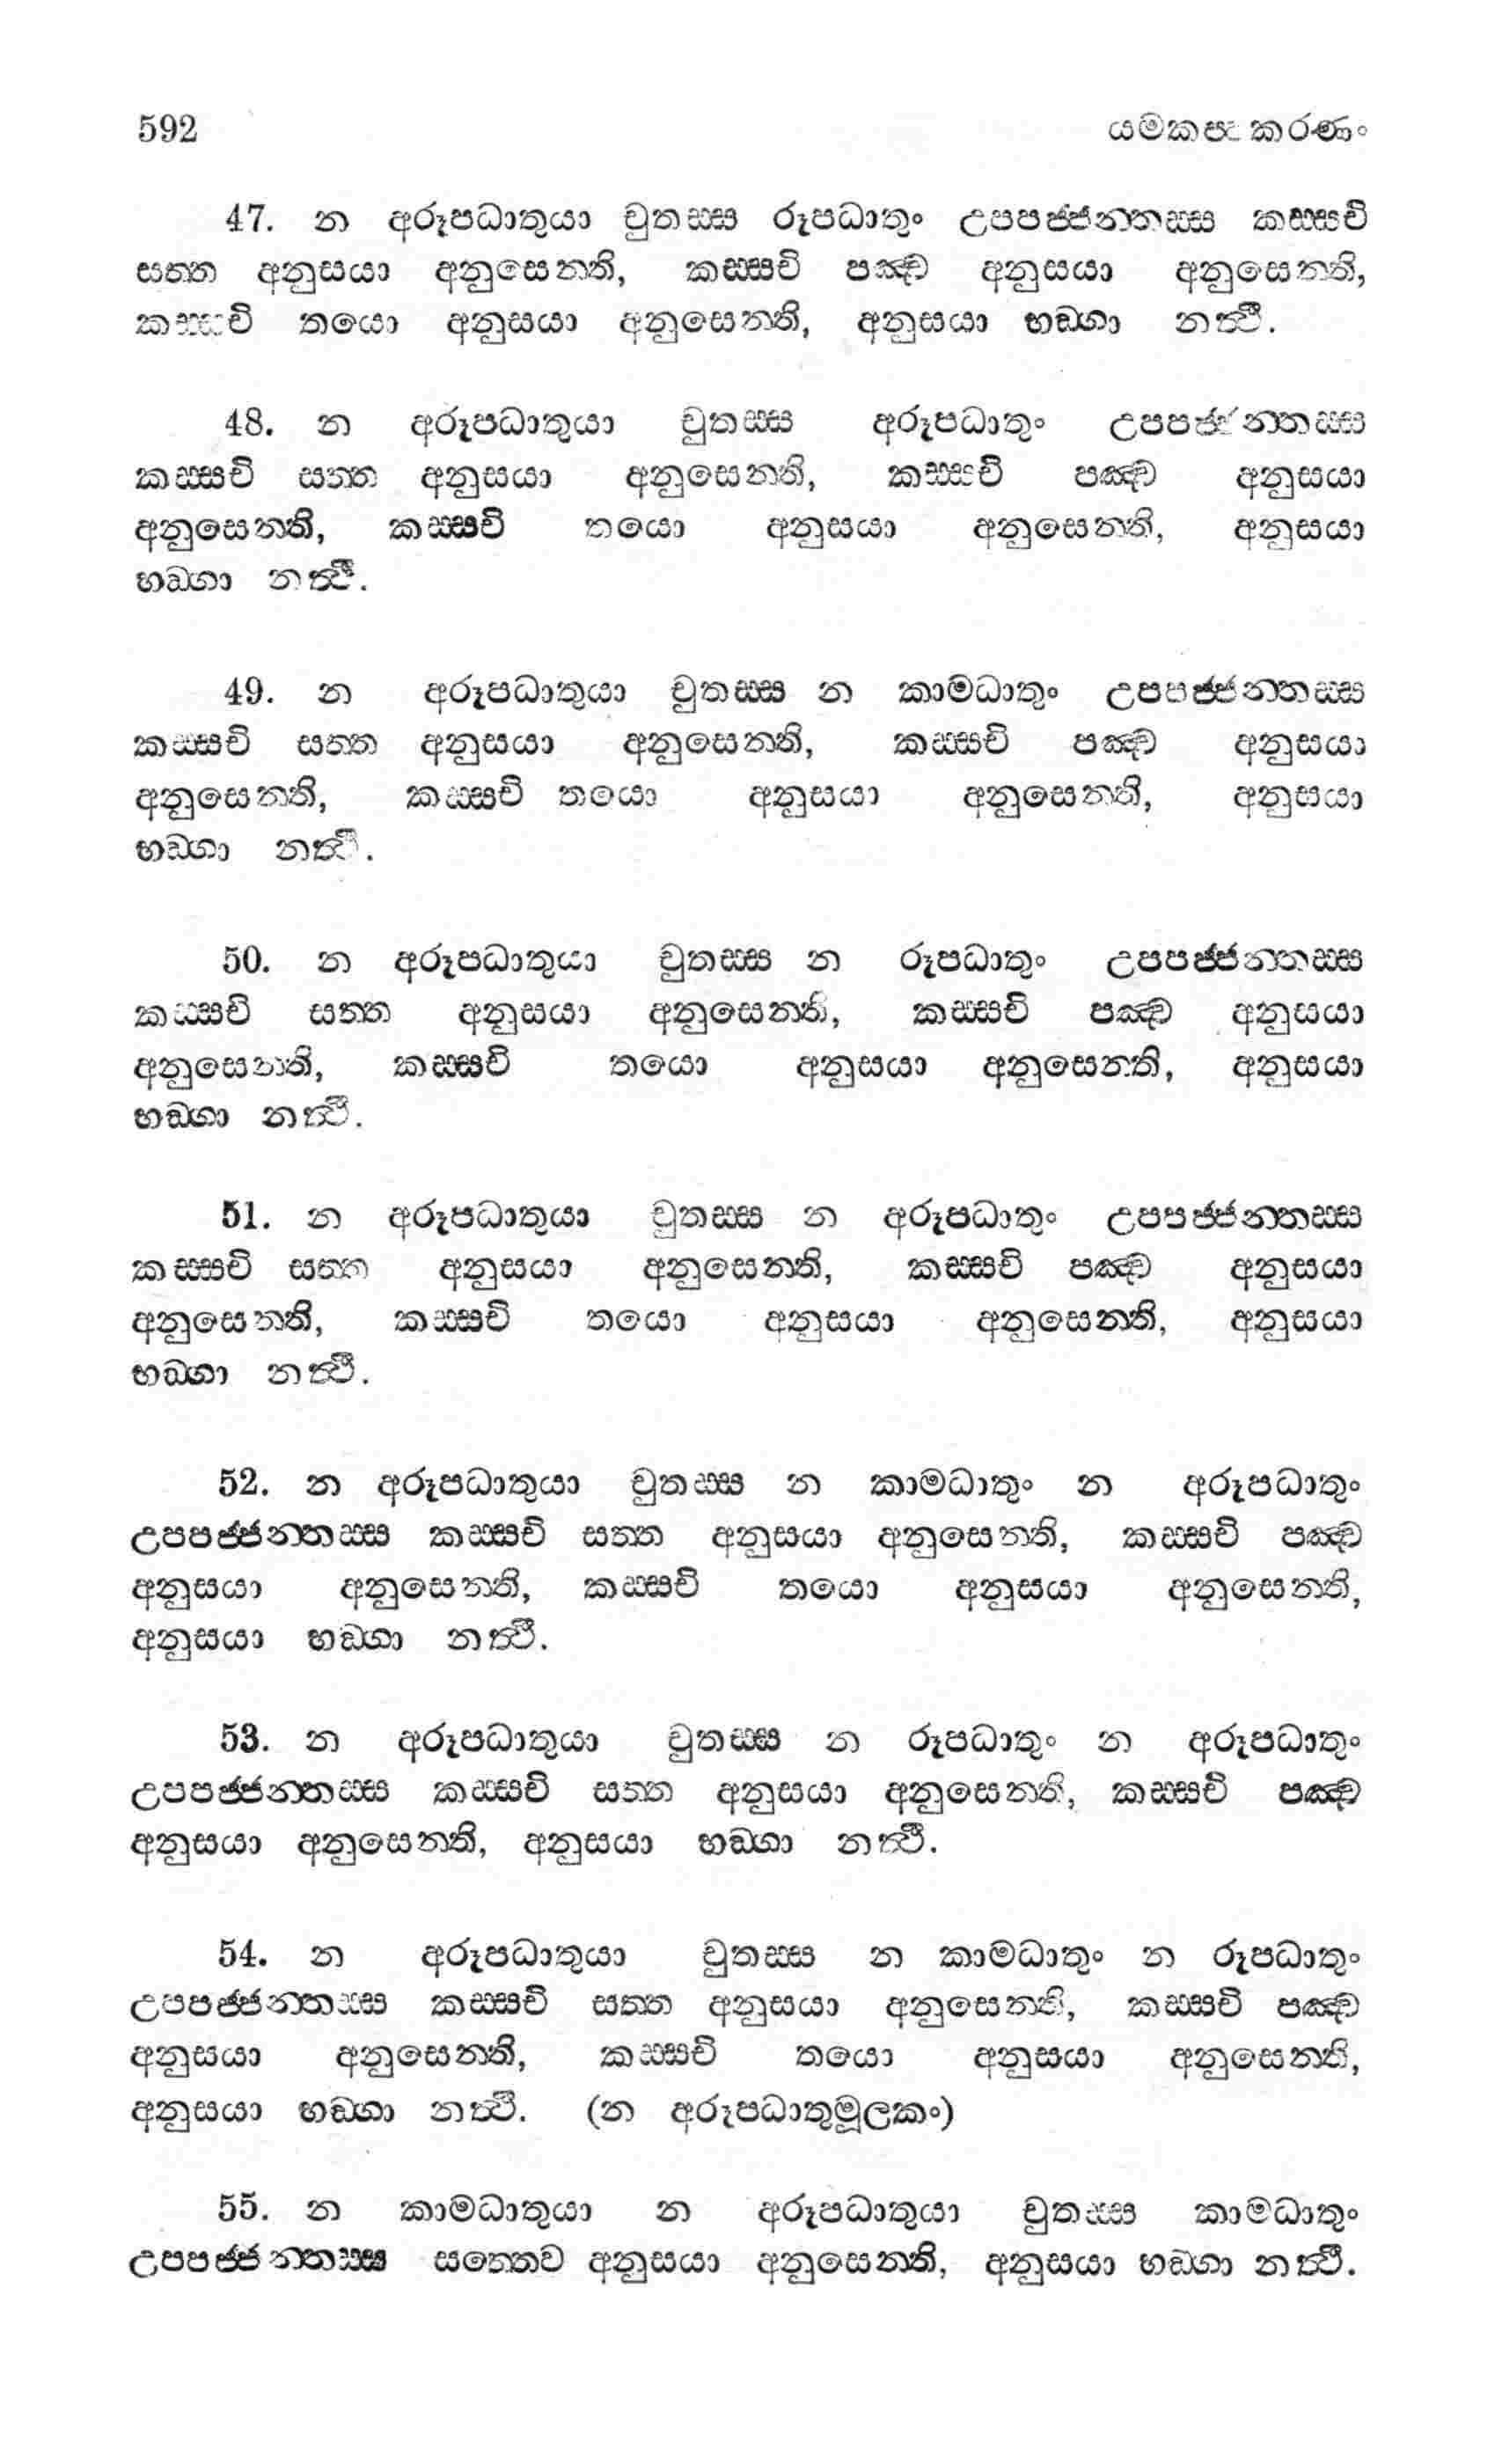 592 යමකපකරණං
47. න අරූපධාතුයා චුතස්ස රූපධාතුං උපපජ්ජන්තස්ස කස්සචි
සත්ත අනුසයා අනුසෙන්ති, කස්සචි පඤ්ච අනුසයා අනුසෙන්ති,
කස්සචි තයො අනුසයා අනුසෙන්ති, අනුසයා භඞ්ගා නත්ථි.
48. න අරූපධාතුයා චුතස්ස අරූපධාතුං උපපජ්ජන්තස්ස
කස්සචි සත්ත අනුසයා අනුසෙන්ති, කස්සචි පඤ්ච අනුසයා
අනුසෙන්ති, කස්සචි තයො අනුසයා අනුසෙන්ති, අනුසයා
භඞ්ගා නත්ථි.
49. න අරූපධාතුයා චුතස්ස න කාමධාතුං උපපජ්ජන්තස්ස
කස්සචි සත්ත අනුසයා අනුසෙන්ති, කස්සචි පඤ්ච අනුසයා
අනුසෙන්ති, කස්සචි තයො අනුසයා අනුසෙන්ති, අනුසයා
භඞ්ගා නත්ථි.
50. න අරූපධාතුයා චුතස්ස න රූපධාතුං උපපජ්ජන්තස්ස
කස්සචි සත්ත අනුසයා අනුසෙන්ති, කස්සචි පඤ්ච අනුසයා
අනුසෙන්ති, කස්සචි තයො අනුසයා අනුසෙන්ති, අනුසයා
භඞ්ගා නත්ථි.
51. න අරූපධාතුයා චුතස්ස න අරූපධාතුං උපපජ්ජන්තස්ස
කස්සචි සත්ත අනුසයා අනුසෙන්ති, කස්සචි පඤ්ච අනුසයා
අනුසෙන්ති, කස්සචි තයො අනුසයා අනුසෙන්ති, අනුසයා
භඞ්ගා නත්ථි.
52. න අරූපධාතුයා චුතස්ස න කාමධාතුං න අරූපධාතුං
උපපජ්ජන්තස්ස කස්සචි සත්ත අනුසයා අනුසෙන්ති, කස්සචි පඤ්ච
අනුසයා අනුසෙන්ති, කස්සචි තයො අනුසයා අනුසෙන්ති,
අනුසයා භඞ්ගා නත්ථි.
53. න අරූපධාතුයා චුතස්ස න රූපධාතුං න අරූපධාතුං
උපපජ්ජන්තස්ස කස්සචි සත්ත අනුසයා අනුසෙන්ති, කස්සචි පඤ්ච
අනුසයා අනුසෙන්ති, අනුසයා භඞ්ගා නත්ථි.
54. න අරූපධාතුයා චුතස්ස න කාමධාතුං න රූපධාතුං
උපපජ්ජන්තස්ස කස්සචි සත්ත අනුසයා අනුසෙන්ති, කස්සචි පඤ්ච
අනුසයා අනුසෙන්ති, කස්සචි තයො අනුසයා අනුසෙන්ති,
අනුසයා භඞ්ගා නත්ථි. (න අරූපධාතුමූලකං)
55. න කාමධාතුයා න අරූපධාතුයා චුතස්ස කාමධාතුං
උපපජ්ජන්තස්ස සත්තෙව අනුසයා අනුසෙන්ති, අනුසයා භඞ්ගා නත්ථි.